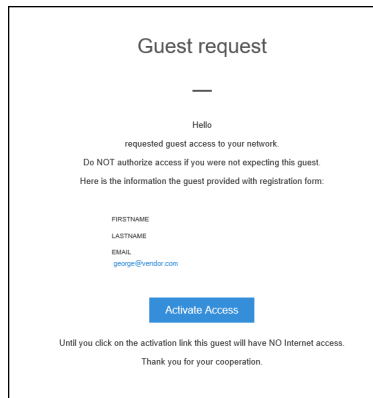 Guest request
Hello
requested guest access to your network.
Do NOT authorize access if you were not expecting this guest.
Here is the information the guest provided with registration form:
FIRSTNAME
LASTNAME
EMAIL
george@vendor.com
Activate Access
Until you click on the activation link this guest will have NO Internet access.
Thank you for your cooperation.